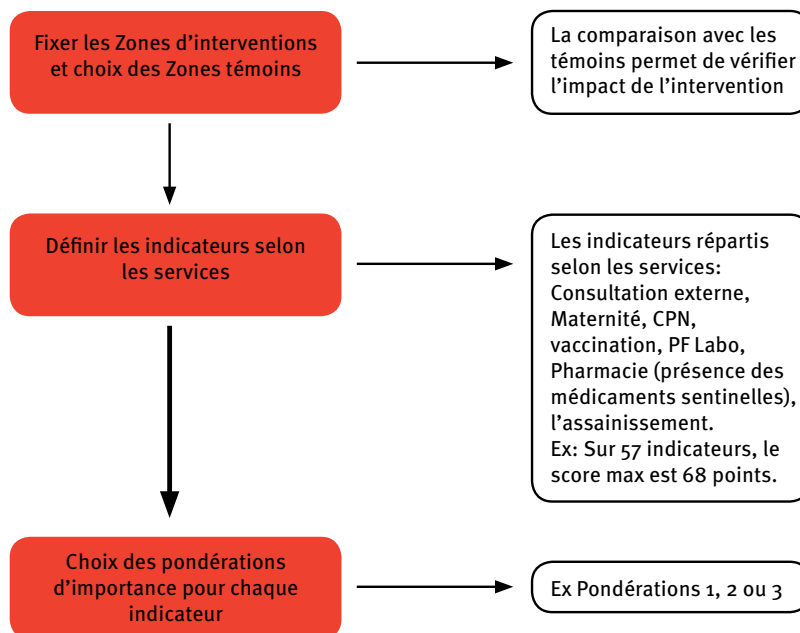 Fixer les Zones d'interventions
et choix des Zones témoins
La comparaison avec les
témoins permet de vérifier
l'impact de l'intervention
Définir les indicateurs selon
les services
Les indicateurs répartis
selon les services:
Consultation externe,
Maternité, CPN,
vaccination, PF Labo,
Pharmacie (présence des
médicaments sentinelles),
l'assainissement.
Ex: Sur 57 indicateurs, le
score max est 68 points.
Choix des pondérations
d'importance pour chaque
indicateur
Ex Pondérations 1, 2 ou 3